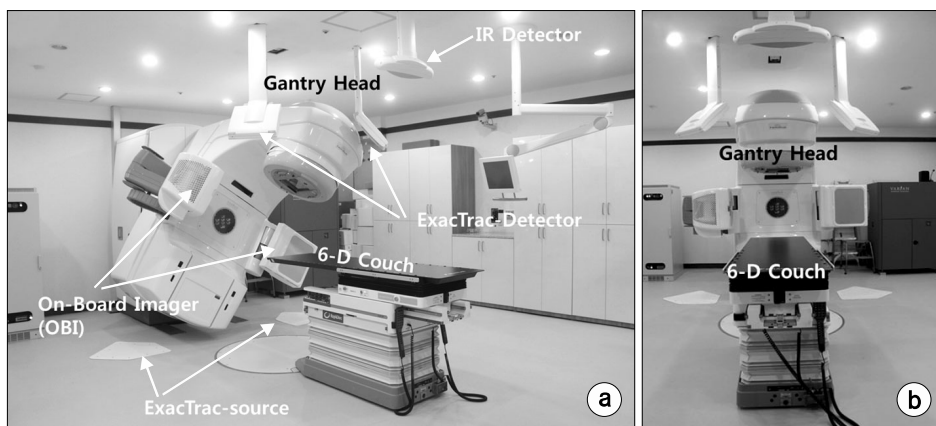 IR Detector
Gantry Head
ExacTrac-Detector
6-D Couch
On-Board Imager
(OBI)
ExacTrac-source
a
Gantry Head
6-D Couch
b